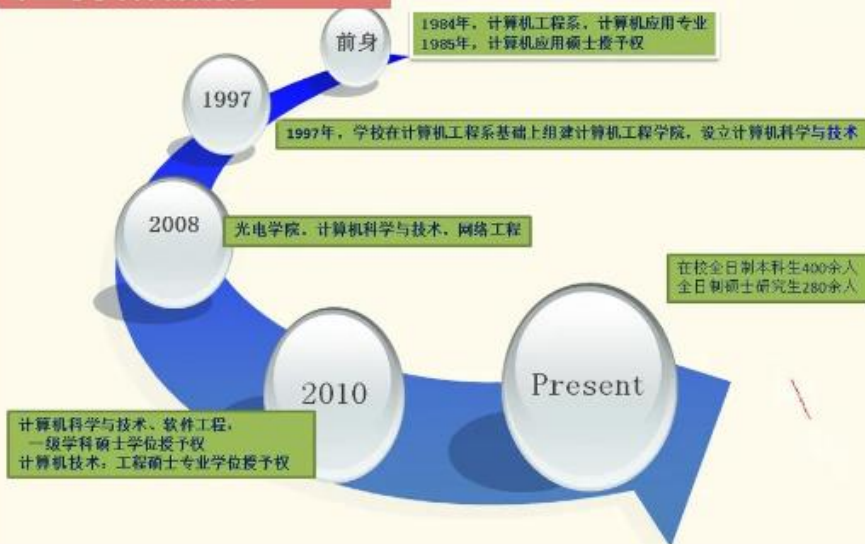 前身
1984年，计算机工程系，计算机应用专业
1985年，计算机应用硕士授予权
1997
1997年，学校在计算机工程系基础上组建计算机工程学院，设立计算机科学与技术
2008
光电学院，计算机科学与技术、网络工程
在校全日制本科生400余人
全日制硕士研究生280余人
2010
Present
计算机科学与技术、软件工程：
一级学科硕士学位授予权
计算机技术：工程硕士专业学位授予权